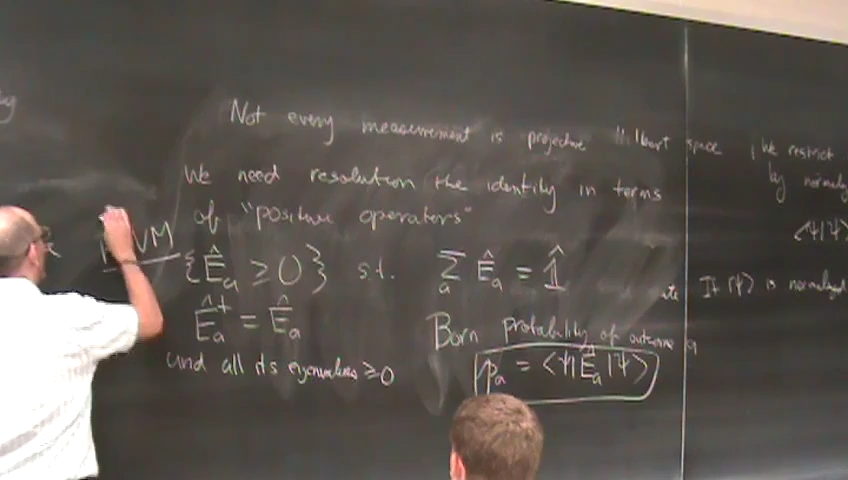 Not every measurement is projective Hilbert space
We need resolution the identity in terms
of "positive operators"
VM
{Ê_a ≥ 0} s.t. Σ_a Ê_a = 1̂
Ê_a† = Ê_a
and all its eigenvalues ≥ 0
Born probability of outcome a
p_a = ⟨ψ|Ê_a|ψ⟩
We restrict
by
⟨ψ|ψ⟩
If |ψ⟩ is normalized